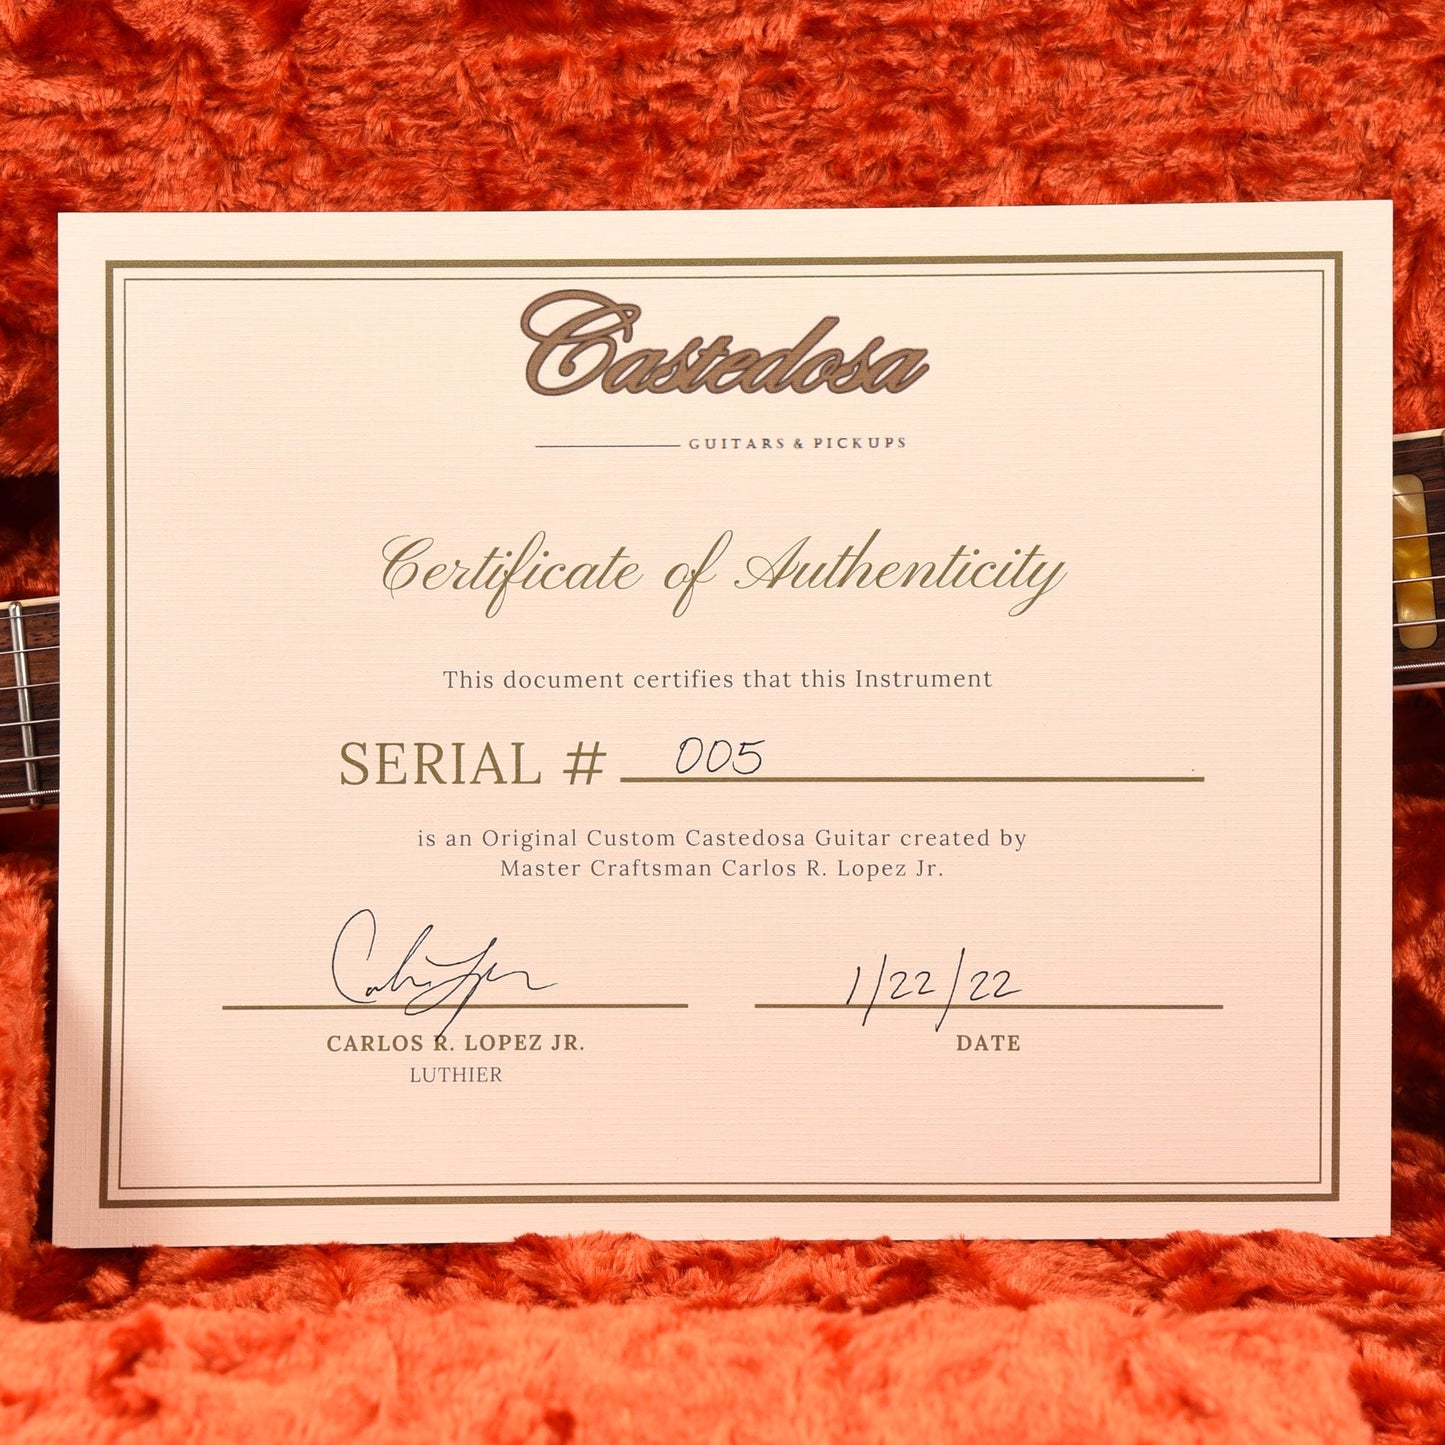 Castedosa
GUITARS & PICKUPS
Certificate of Authenticity
This document certifies that this Instrument
SERIAL # 005
is an Original Custom Castedosa Guitar created by
Master Craftsman Carlos R. Lopez Jr.
1/22/22
CARLOS R. LOPEZ JR.
DATE
LUTHIER